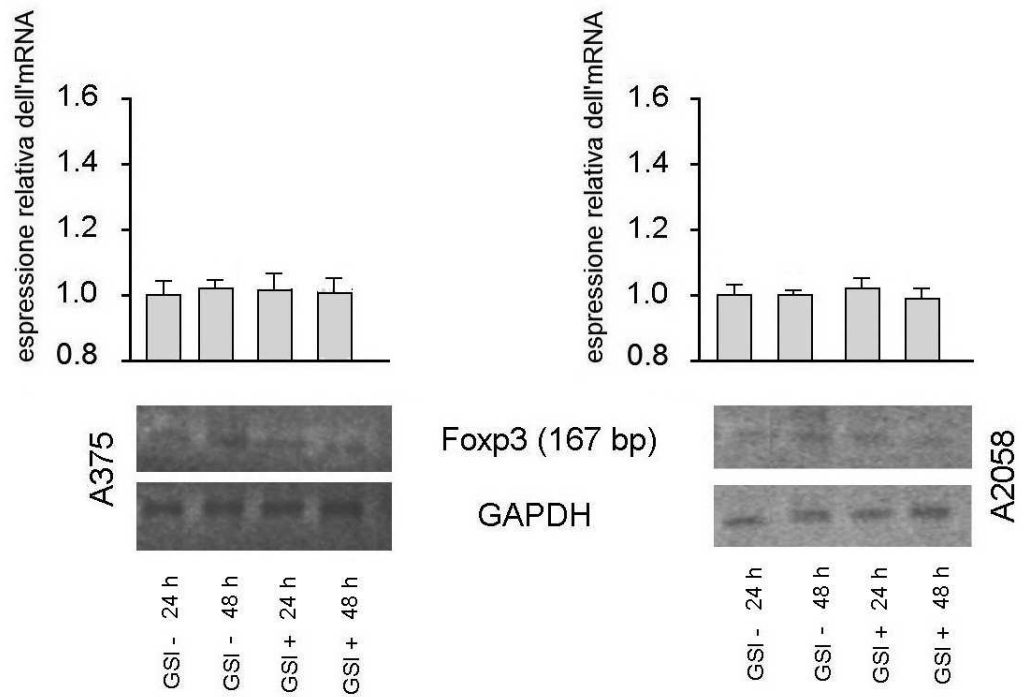 espressione relativa dell'mRNA
1.6
1.4
1.2
1.0
0.8
espressione relativa dell'mRNA
1.6
1.4
1.2
1.0
0.8
A375
Foxp3 (167 bp)
GAPDH
A2058
GSI - 24 h
GSI - 48 h
GSI + 24 h
GSI + 48 h
GSI - 24 h
GSI - 48 h
GSI + 24 h
GSI + 48 h